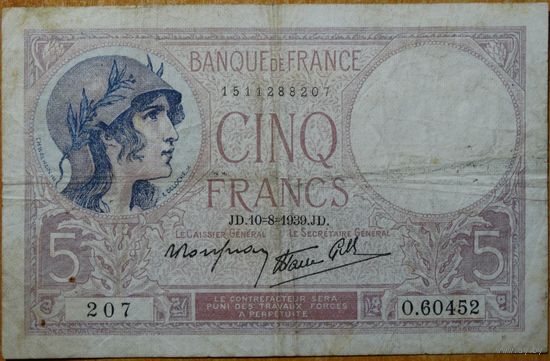 BANQUE DE FRANCE
1511288207
CINQ
FRANCS
JD.10=8=1939.JD.
LE CAISSIER GÉNÉRAL LE SECRÉTAIRE GÉNÉRAL
5 5
207 0.60452
LE CONTREFACTEUR SERA
PUNI DES TRAVAUX FORCÉS
À PERPÉTUITÉ